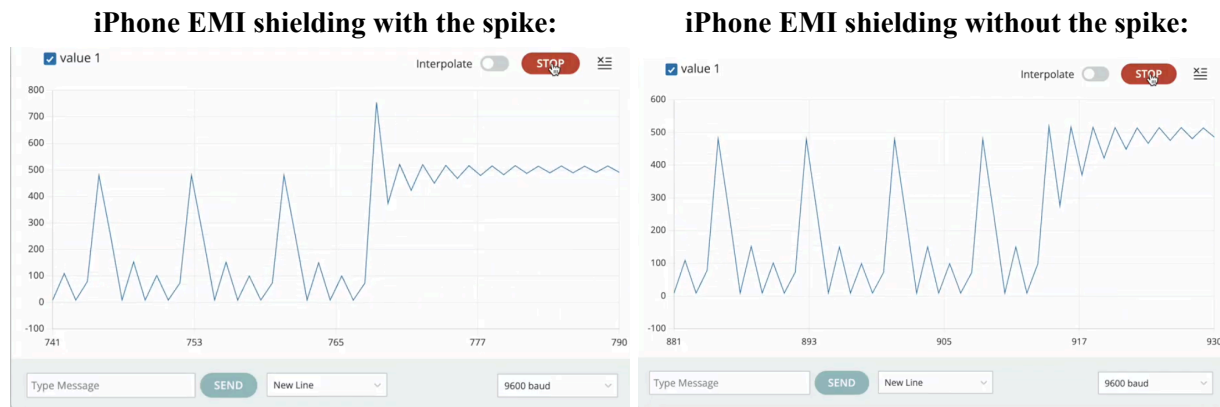 iPhone EMI shielding with the spike:
iPhone EMI shielding without the spike:
value 1
Interpolate
STOP
800
700
600
500
400
300
200
100
0
-100
741
753
765
777
790
Type Message
SEND
New Line
9600 baud
value 1
Interpolate
STOP
600
500
400
300
200
100
0
-100
881
893
905
917
930
Type Message
SEND
New Line
9600 baud